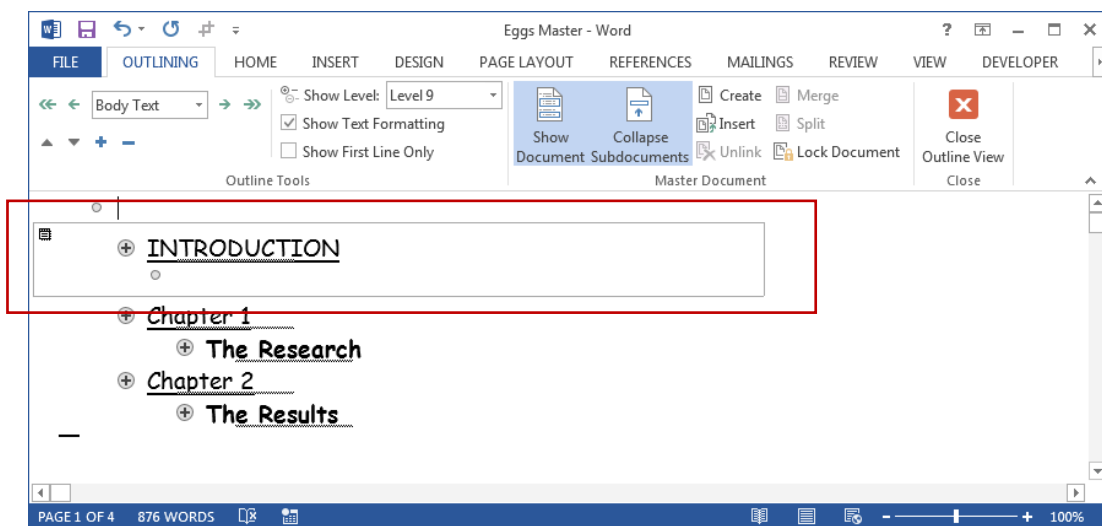 Eggs Master - Word
FILE OUTLINING HOME INSERT DESIGN PAGE LAYOUT REFERENCES MAILINGS REVIEW VIEW DEVELOPER
Body Text
Show Level: Level 9
Show Text Formatting
Show First Line Only
Outline Tools
Show Document
Collapse Subdocuments
Create Merge
Insert Split
Unlink Lock Document
Master Document
Close Outline View
Close
INTRODUCTION
Chapter 1
The Research
Chapter 2
The Results
PAGE 1 OF 4 876 WORDS 100%